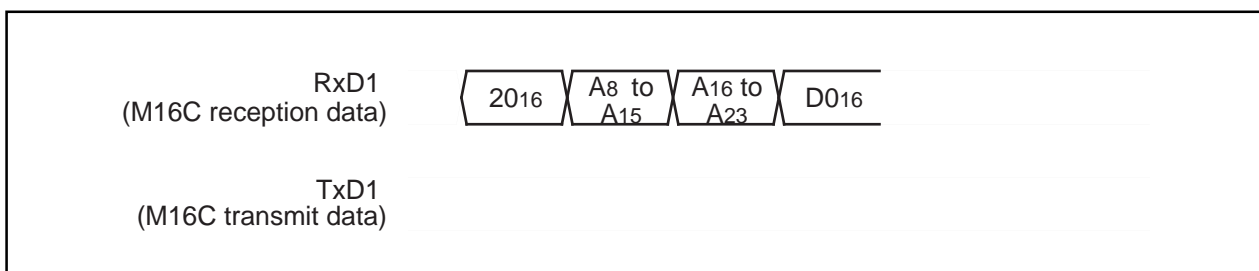 RxD1
(M16C reception data)
2016
A8 to
A15
A16 to
A23
D016
TxD1
(M16C transmit data)